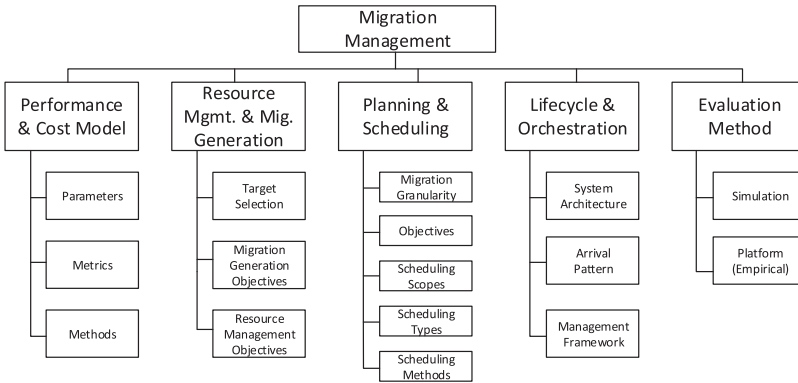 Migration
Management
Performance
& Cost Model
Parameters
Metrics
Methods
Resource
Mgmt. & Mig.
Generation
Target
Selection
Migration
Generation
Objectives
Resource
Management
Objectives
Planning &
Scheduling
Migration
Granularity
Objectives
Scheduling
Scopes
Scheduling
Types
Scheduling
Methods
Lifecycle &
Orchestration
System
Architecture
Arrival
Pattern
Management
Framework
Evaluation
Method
Simulation
Platform
(Empirical)